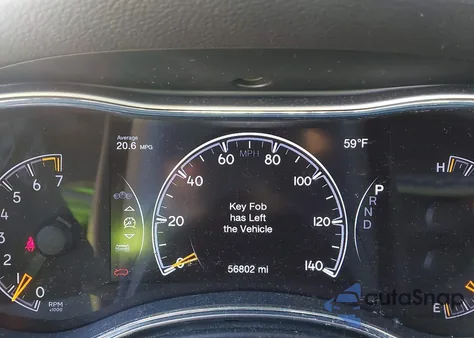 Average
20.6 MPG
59°F
MPH
0
20
40
60
80
100
120
140
Key Fob
has Left
the Vehicle
56802 mi
0
1
2
3
4
5
6
7
RPM
x1000
P
R
N
D
H
E
autoSnap